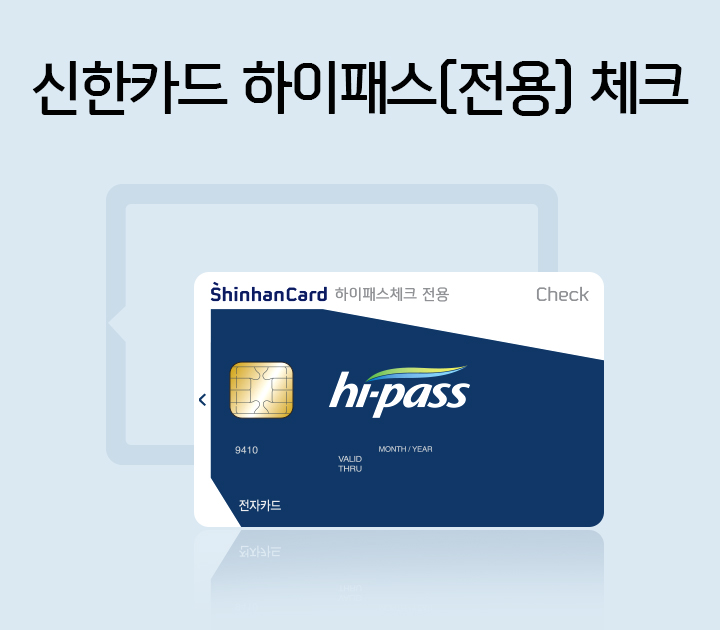 신한카드 하이패스(전용) 체크
ShinhanCard 하이패스체크 전용 Check
hi-pass
9410
MONTH / YEAR
VALID
THRU
전자카드